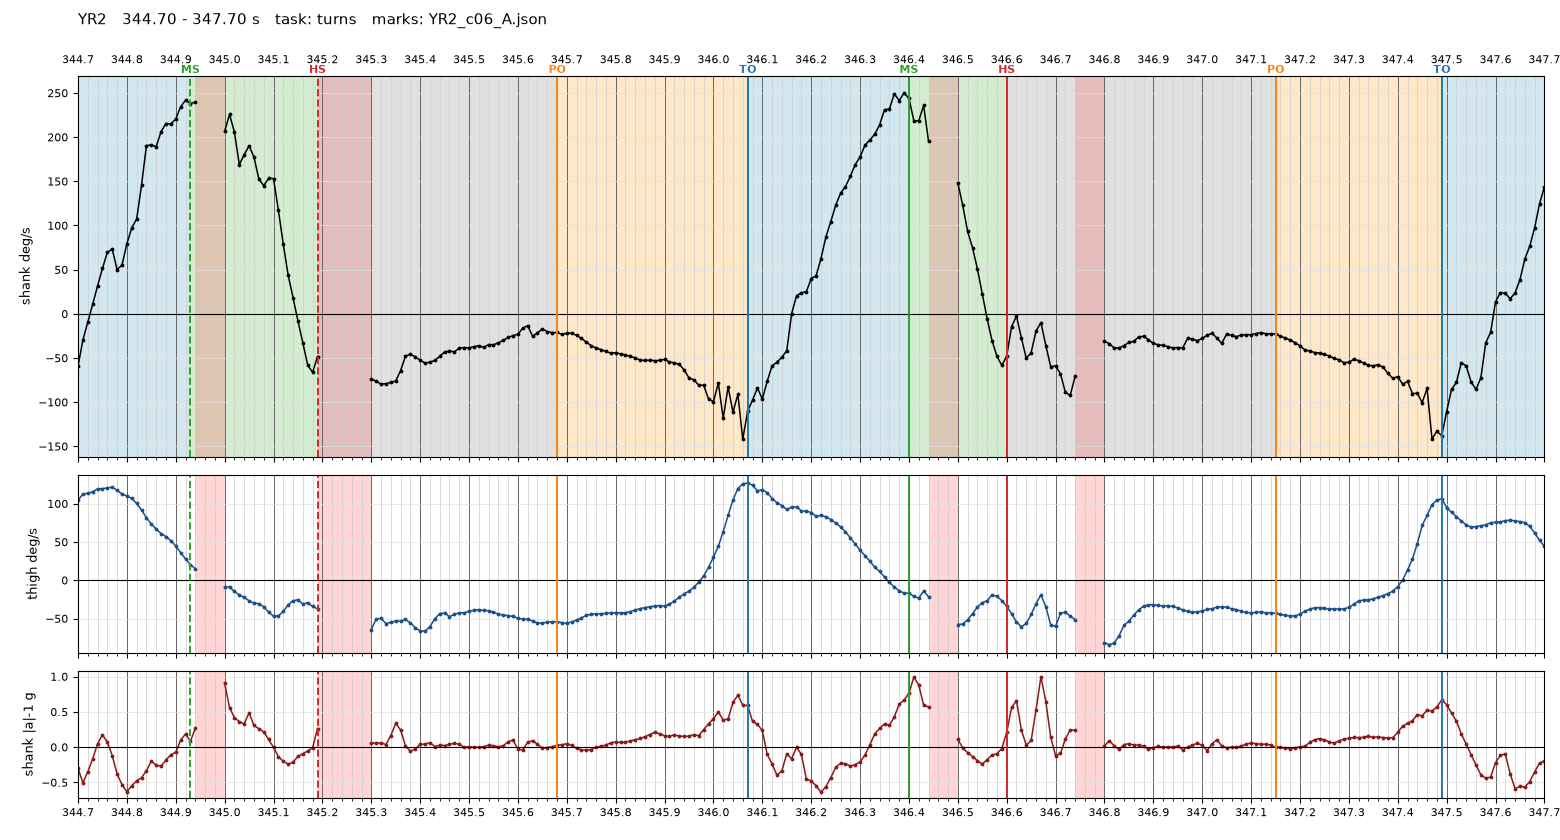 YR2 344.70 - 347.70 s task: turns marks: YR2_c06_A.json
344.7 344.8 344.9 345.0 345.1 345.2 345.3 345.4 345.5 345.6 345.7 345.8 345.9 346.0 346.1 346.2 346.3 346.4 346.5 346.6 346.7 346.8 346.9 347.0 347.1 347.2 347.3 347.4 347.5 347.6 347.7
MS HS PO TO MS HS PO TO
shank deg/s
250
200
150
100
50
0
−50
−100
−150
thigh deg/s
100
50
0
−50
shank |a|-1 g
1.0
0.5
0.0
−0.5
344.7 344.8 344.9 345.0 345.1 345.2 345.3 345.4 345.5 345.6 345.7 345.8 345.9 346.0 346.1 346.2 346.3 346.4 346.5 346.6 346.7 346.8 346.9 347.0 347.1 347.2 347.3 347.4 347.5 347.6 347.7